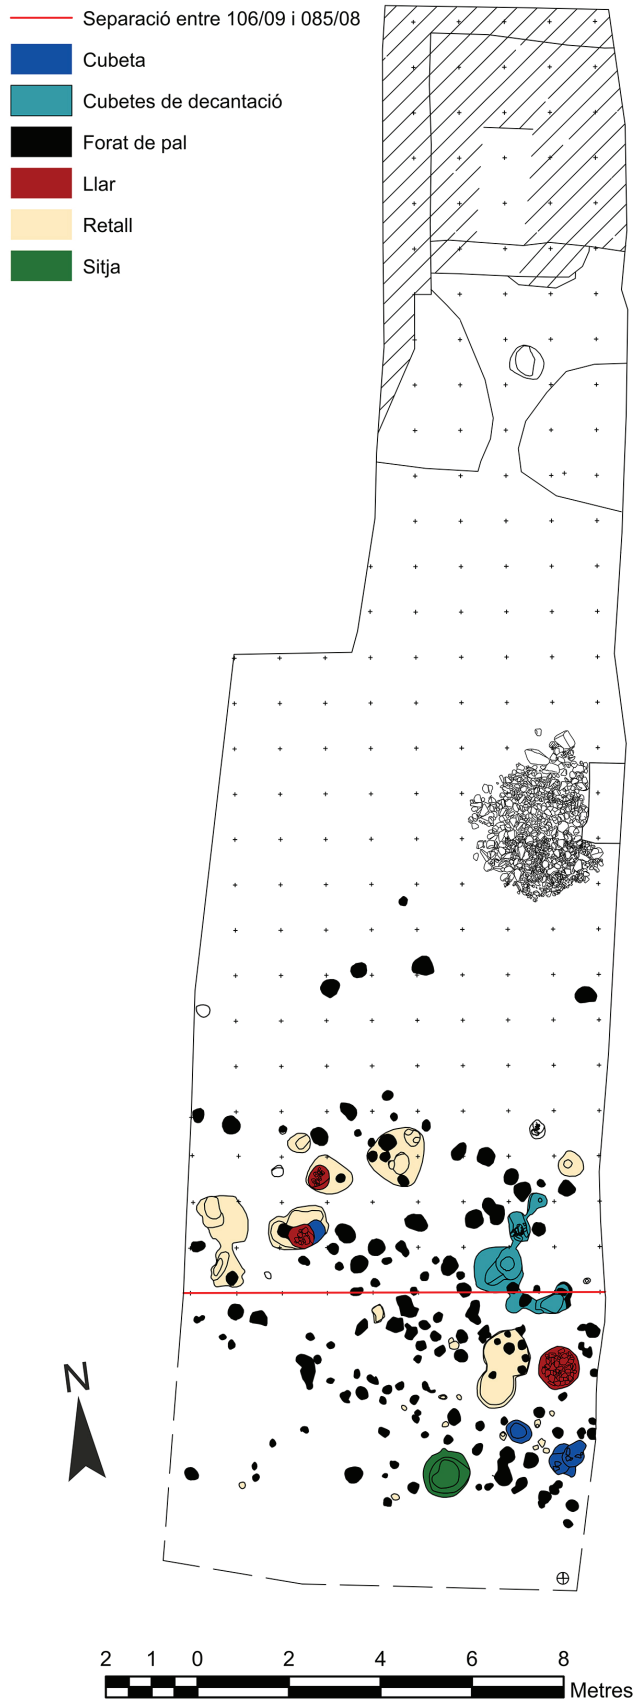 Separació entre 106/09 i 085/08
Cubeta
Cubetes de decantació
Forat de pal
Llar
Retall
Sitja
N
2 1 0 2 4 6 8
Metres